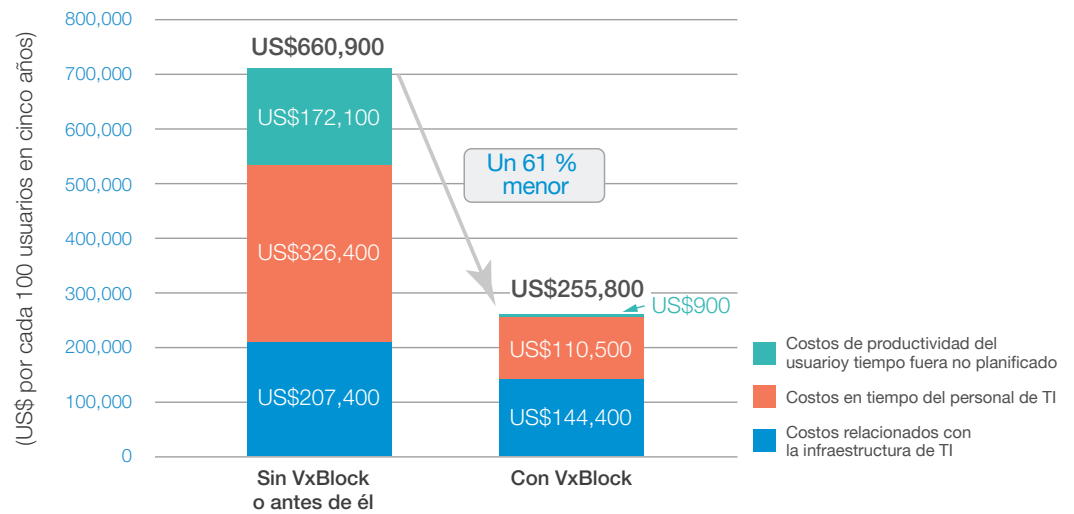 (US$ por cada 100 usuarios en cinco años)
800,000
700,000
600,000
500,000
400,000
300,000
200,000
100,000
0
US$660,900
US$172,100
US$326,400
US$207,400
Un 61 %
menor
US$255,800
US$900
US$110,500
US$144,400
Sin VxBlock
o antes de él
Con VxBlock
Costos de productividad del
usuarioy tiempo fuera no planificado
Costos en tiempo del personal de TI
Costos relacionados con
la infraestructura de TI